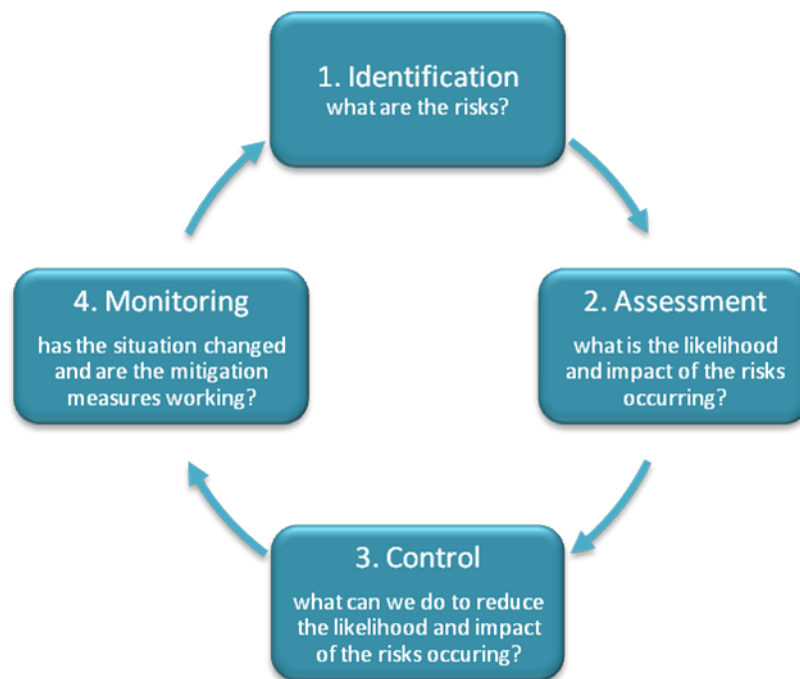 1. Identification
what are the risks?
2. Assessment
what is the likelihood
and impact of the risks
occurring?
3. Control
what can we do to reduce
the likelihood and impact
of the risks occuring?
4. Monitoring
has the situation changed
and are the mitigation
measures working?